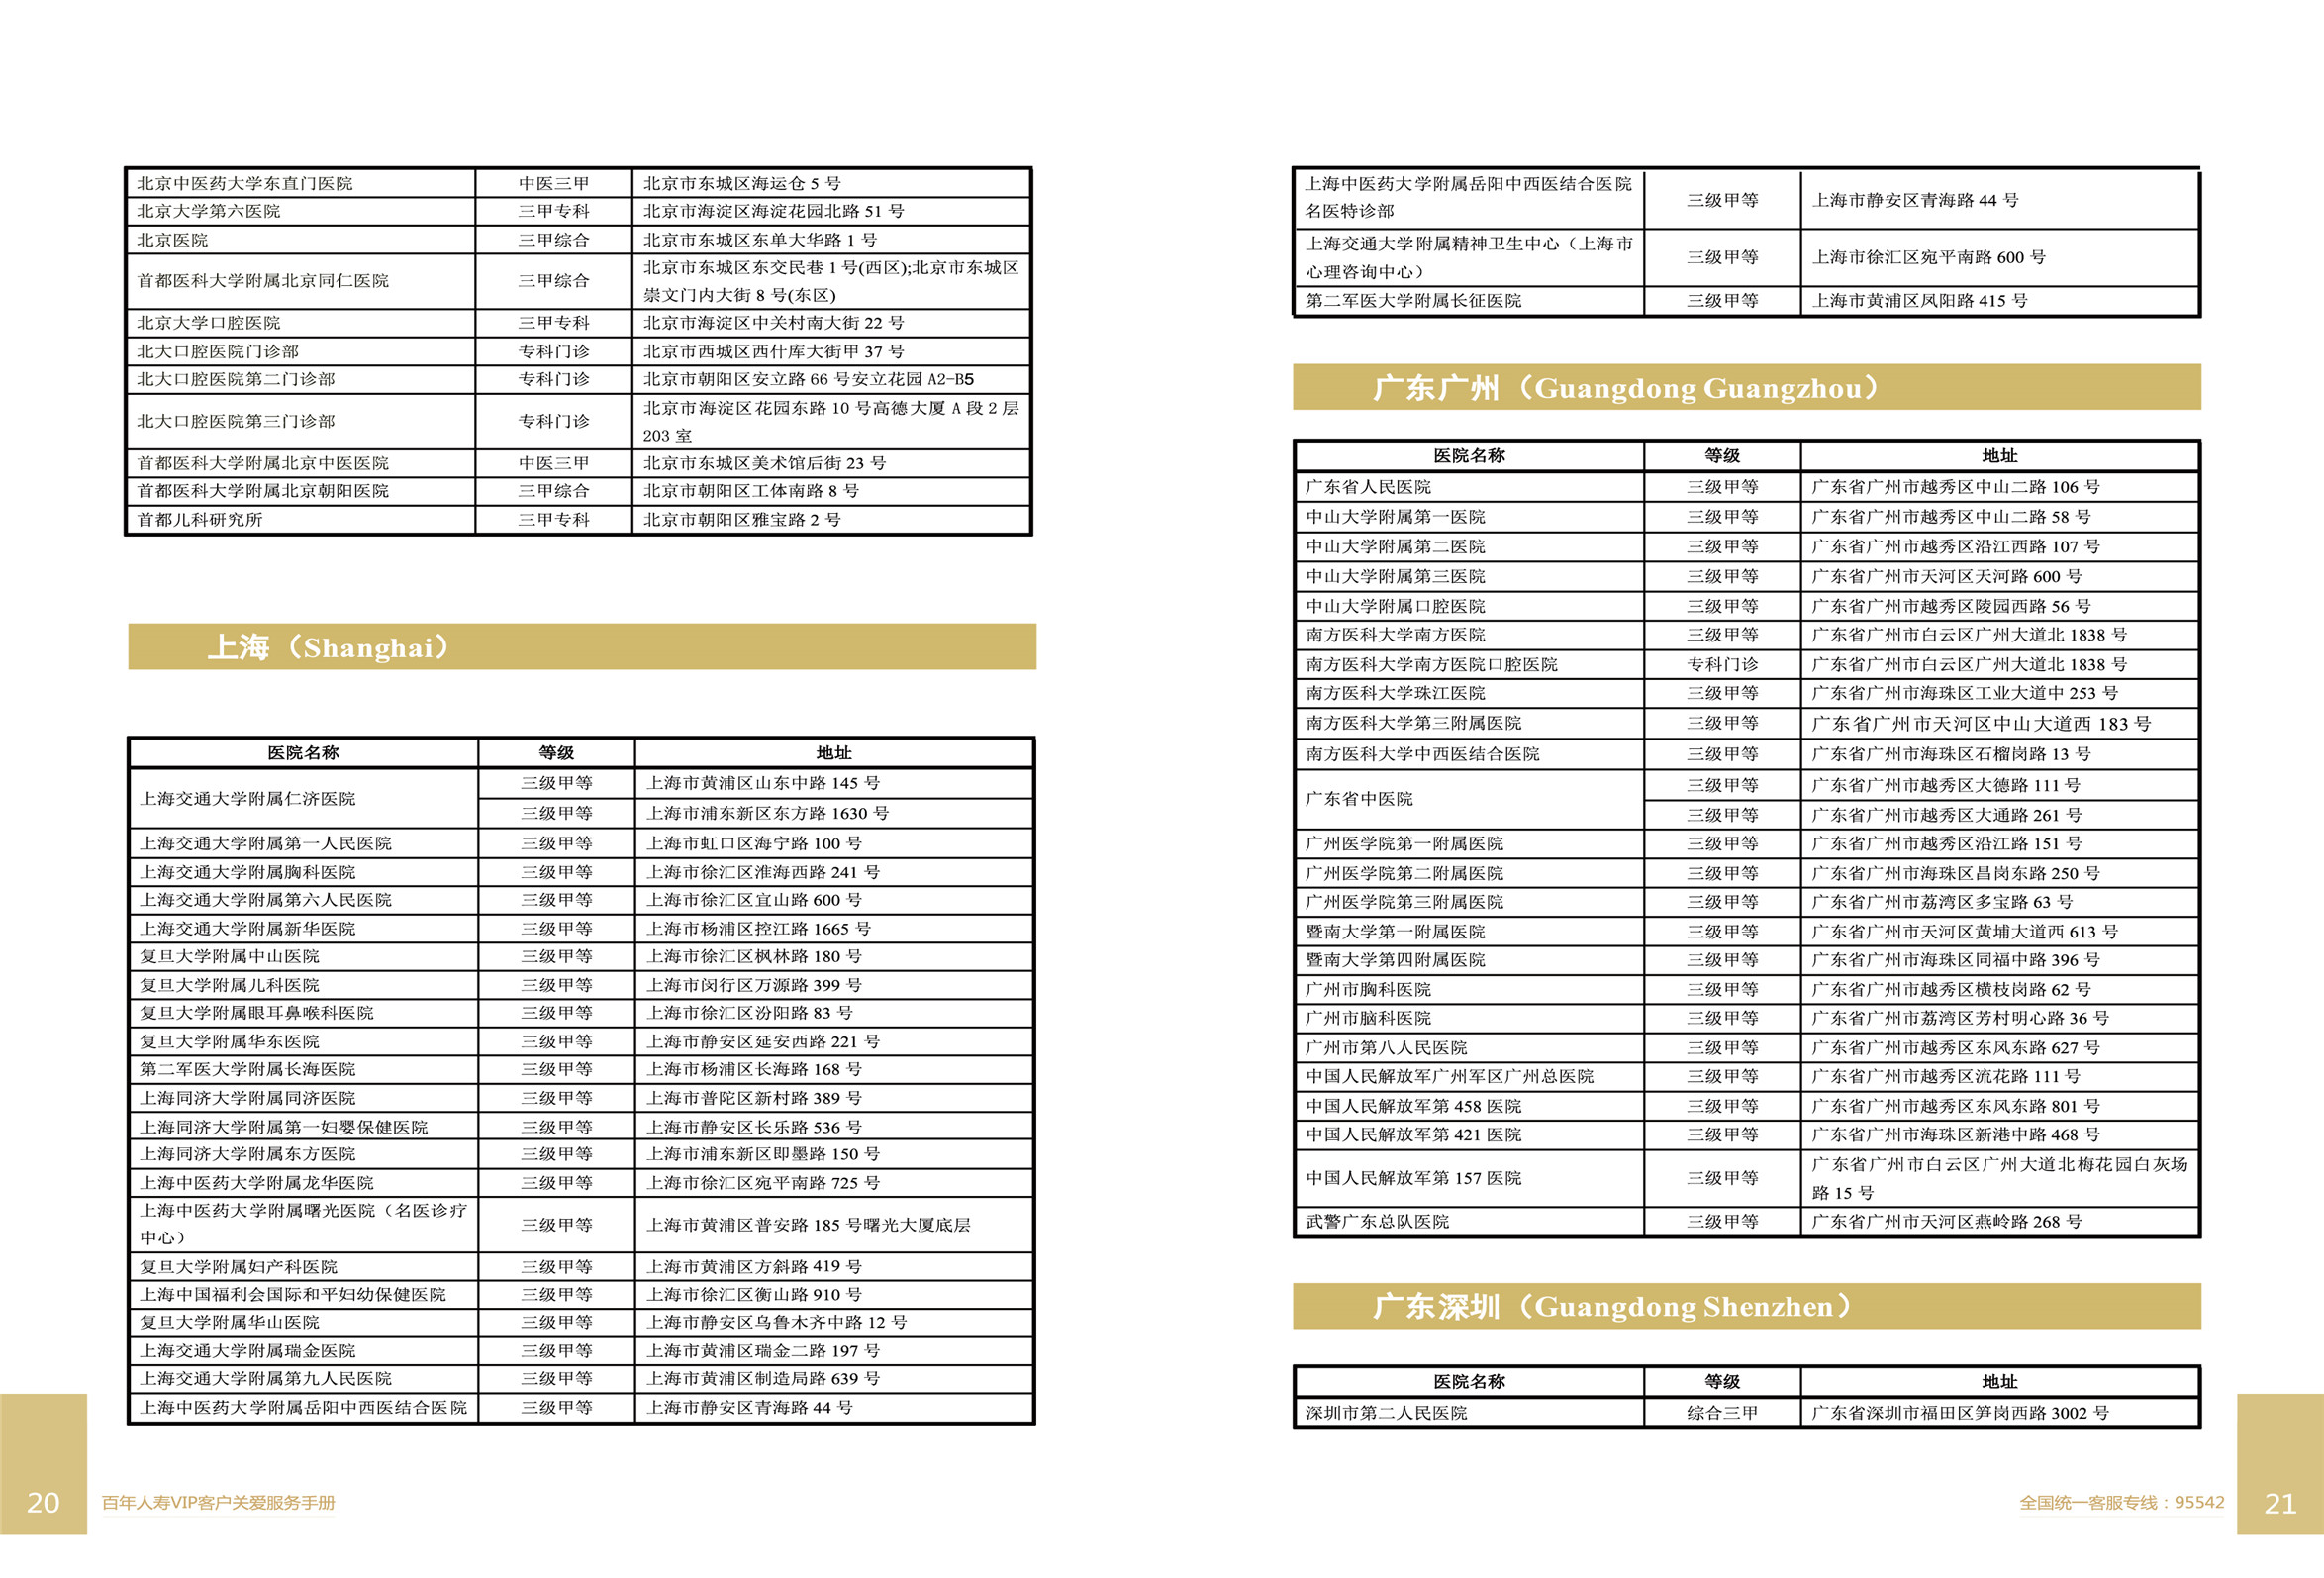 北京中医药大学东直门医院 中医三甲 北京市东城区海运仓 5 号
北京大学第六医院 三甲专科 北京市海淀区海淀花园北路 51 号
北京医院 三甲综合 北京市东城区东单大华路 1 号
首都医科大学附属北京同仁医院 三甲综合 北京市东城区东交民巷 1 号(西区);北京市东城区
崇文门内大街 8 号(东区)
北京大学口腔医院 三甲专科 北京市海淀区中关村南大街 22 号
北大口腔医院门诊部 专科门诊 北京市西城区西什库大街甲 37 号
北大口腔医院第二门诊部 专科门诊 北京市朝阳区安立路 66 号安立花园 A2-B5
北大口腔医院第三门诊部 专科门诊 北京市海淀区花园东路 10 号高德大厦 A 段 2 层
203 室
首都医科大学附属北京中医医院 中医三甲 北京市东城区美术馆后街 23 号
首都医科大学附属北京朝阳医院 三甲综合 北京市朝阳区工体南路 8 号
首都儿科研究所 三甲专科 北京市朝阳区雅宝路 2 号
上海（Shanghai）
医院名称 等级 地址
上海交通大学附属仁济医院 三级甲等 上海市黄浦区山东中路 145 号
三级甲等 上海市浦东新区东方路 1630 号
上海交通大学附属第一人民医院 三级甲等 上海市虹口区海宁路 100 号
上海交通大学附属胸科医院 三级甲等 上海市徐汇区淮海西路 241 号
上海交通大学附属第六人民医院 三级甲等 上海市徐汇区宜山路 600 号
上海交通大学附属新华医院 三级甲等 上海市杨浦区控江路 1665 号
复旦大学附属中山医院 三级甲等 上海市徐汇区枫林路 180 号
复旦大学附属儿科医院 三级甲等 上海市闵行区万源路 399 号
复旦大学附属眼耳鼻喉科医院 三级甲等 上海市徐汇区汾阳路 83 号
复旦大学附属华东医院 三级甲等 上海市静安区延安西路 221 号
第二军医大学附属长海医院 三级甲等 上海市杨浦区长海路 168 号
上海同济大学附属同济医院 三级甲等 上海市普陀区新村路 389 号
上海同济大学附属第一妇婴保健医院 三级甲等 上海市静安区长乐路 536 号
上海同济大学附属东方医院 三级甲等 上海市浦东新区即墨路 150 号
上海中医药大学附属龙华医院 三级甲等 上海市徐汇区宛平南路 725 号
上海中医药大学附属曙光医院（名医诊疗
中心） 三级甲等 上海市黄浦区普安路 185 号曙光大厦底层
复旦大学附属妇产科医院 三级甲等 上海市黄浦区方斜路 419 号
上海中国福利会国际和平妇幼保健医院 三级甲等 上海市徐汇区衡山路 910 号
复旦大学附属华山医院 三级甲等 上海市静安区乌鲁木齐中路 12 号
上海交通大学附属瑞金医院 三级甲等 上海市黄浦区瑞金二路 197 号
上海交通大学附属第九人民医院 三级甲等 上海市黄浦区制造局路 639 号
上海中医药大学附属岳阳中西医结合医院 三级甲等 上海市静安区青海路 44 号
20 百年人寿VIP客户关爱服务手册
上海中医药大学附属岳阳中西医结合医院
名医特诊部 三级甲等 上海市静安区青海路 44 号
上海交通大学附属精神卫生中心（上海市
心理咨询中心） 三级甲等 上海市徐汇区宛平南路 600 号
第二军医大学附属长征医院 三级甲等 上海市黄浦区凤阳路 415 号
广东广州（Guangdong Guangzhou）
医院名称 等级 地址
广东省人民医院 三级甲等 广东省广州市越秀区中山二路 106 号
中山大学附属第一医院 三级甲等 广东省广州市越秀区中山二路 58 号
中山大学附属第二医院 三级甲等 广东省广州市越秀区沿江西路 107 号
中山大学附属第三医院 三级甲等 广东省广州市天河区天河路 600 号
中山大学附属口腔医院 三级甲等 广东省广州市越秀区陵园西路 56 号
南方医科大学南方医院 三级甲等 广东省广州市白云区广州大道北 1838 号
南方医科大学南方医院口腔医院 专科门诊 广东省广州市白云区广州大道北 1838 号
南方医科大学珠江医院 三级甲等 广东省广州市海珠区工业大道中 253 号
南方医科大学第三附属医院 三级甲等 广东省广州市天河区中山大道西 183 号
南方医科大学中西医结合医院 三级甲等 广东省广州市海珠区石榴岗路 13 号
广东省中医院 三级甲等 广东省广州市越秀区大德路 111 号
三级甲等 广东省广州市越秀区大通路 261 号
广州医学院第一附属医院 三级甲等 广东省广州市越秀区沿江路 151 号
广州医学院第二附属医院 三级甲等 广东省广州市海珠区昌岗东路 250 号
广州医学院第三附属医院 三级甲等 广东省广州市荔湾区多宝路 63 号
暨南大学第一附属医院 三级甲等 广东省广州市天河区黄埔大道西 613 号
暨南大学第四附属医院 三级甲等 广东省广州市海珠区同福中路 396 号
广州市胸科医院 三级甲等 广东省广州市越秀区横枝岗路 62 号
广州市脑科医院 三级甲等 广东省广州市荔湾区芳村明心路 36 号
广州市第八人民医院 三级甲等 广东省广州市越秀区东风东路 627 号
中国人民解放军广州军区广州总医院 三级甲等 广东省广州市越秀区流花路 111 号
中国人民解放军第 458 医院 三级甲等 广东省广州市越秀区东风东路 801 号
中国人民解放军第 421 医院 三级甲等 广东省广州市海珠区新港中路 468 号
中国人民解放军第 157 医院 三级甲等 广东省广州市白云区广州大道北梅花园白灰场
路 15 号
武警广东总队医院 三级甲等 广东省广州市天河区燕岭路 268 号
广东深圳（Guangdong Shenzhen）
医院名称 等级 地址
深圳市第二人民医院 综合三甲 广东省深圳市福田区笋岗西路 3002 号
全国统一客服专线：95542 21